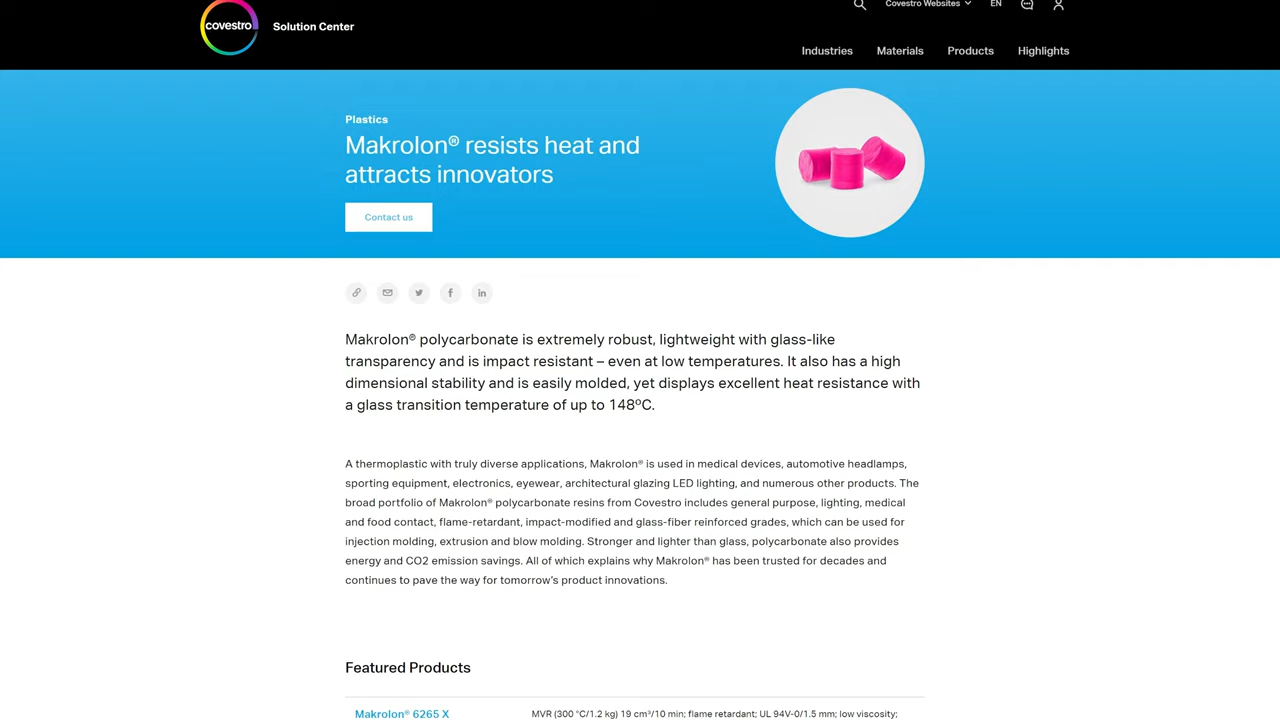 covestro
Solution Center
Covestro Websites
EN
Industries
Materials
Products
Highlights
Plastics
Makrolon® resists heat and
attracts innovators
Contact us
Makrolon® polycarbonate is extremely robust, lightweight with glass-like
transparency and is impact resistant – even at low temperatures. It also has a high
dimensional stability and is easily molded, yet displays excellent heat resistance with
a glass transition temperature of up to 148ºC.
A thermoplastic with truly diverse applications, Makrolon® is used in medical devices, automotive headlamps,
sporting equipment, electronics, eyewear, architectural glazing LED lighting, and numerous other products. The
broad portfolio of Makrolon® polycarbonate resins from Covestro includes general purpose, lighting, medical
and food contact, flame-retardant, impact-modified and glass-fiber reinforced grades, which can be used for
injection molding, extrusion and blow molding. Stronger and lighter than glass, polycarbonate also provides
energy and CO2 emission savings. All of which explains why Makrolon® has been trusted for decades and
continues to pave the way for tomorrow's product innovations.
Featured Products
Makrolon® 6265 X
MVR (300 °C/1.2 kg) 19 cm³/10 min; flame retardant; UL 94V-0/1.5 mm; low viscosity;